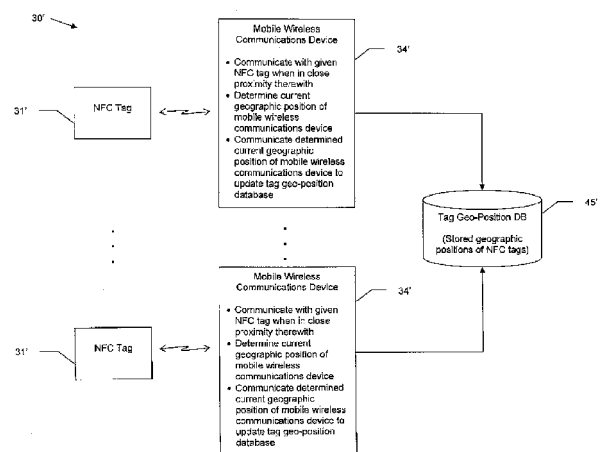 30'
Mobile Wireless
Communications Device
34'
• Communicate with given
NFC tag when in close
proximity therewith
• Determine current
geographic position of
mobile wireless
communications device
• Communicate determined
current geographic
position of mobile wireless
communications device to
update tag geo-position
database
NFC Tag
31'
45'
Tag Geo-Position DB
(Stored geographic
positions of NFC tags)
Mobile Wireless
Communications Device
34'
• Communicate with given
NFC tag when in close
proximity therewith
• Determine current
geographic position of
mobile wireless
communications device
• Communicate determined
current geographic
position of mobile wireless
communications device to
update tag geo-position
database
NFC Tag
31'